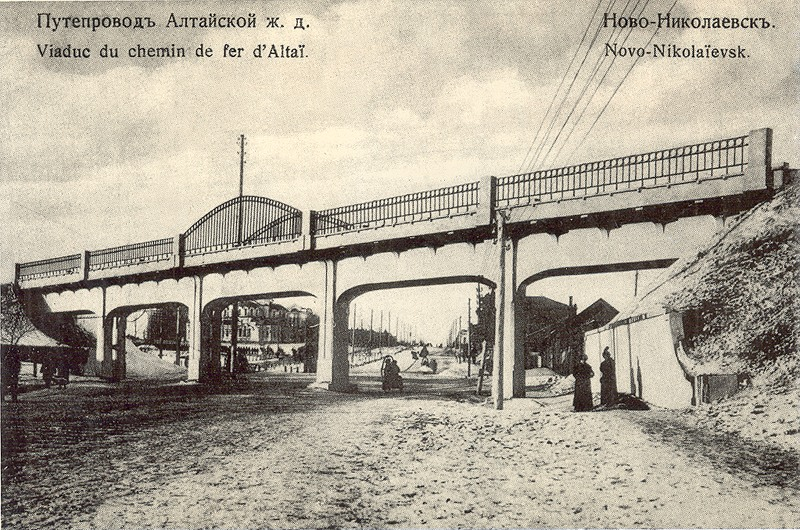 Путепроводъ Алтайской ж. д.
Viaduc du chemin de fer d'Altaï.
Ново-Николаевскъ.
Novo-Nikolaïevsk.